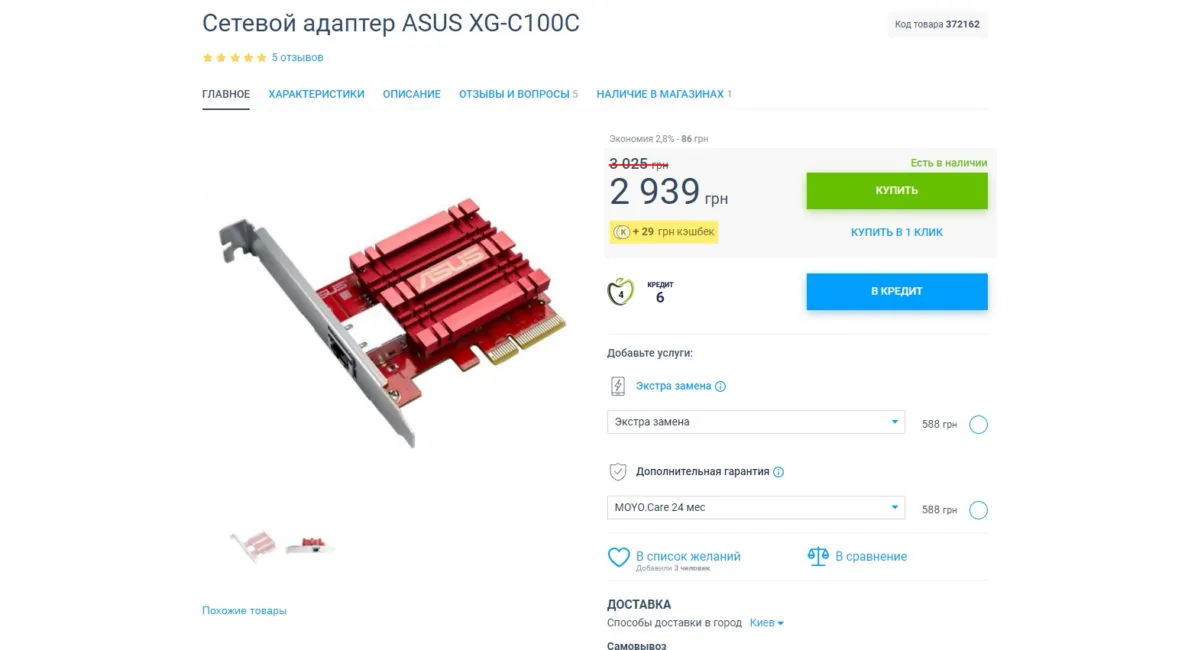 Сетевой адаптер ASUS XG-C100C
Код товара 372162
5 отзывов
ГЛАВНОЕ ХАРАКТЕРИСТИКИ ОПИСАНИЕ ОТЗЫВЫ И ВОПРОСЫ 5 НАЛИЧИЕ В МАГАЗИНАХ 1
Экономия 2,8% - 86 грн
3 025 грн
Есть в наличии
2 939 грн
КУПИТЬ
К + 29 грн кэшбек
КУПИТЬ В 1 КЛИК
4
КРЕДИТ
6
В КРЕДИТ
ASUS
ASUS
Добавьте услуги:
Экстра замена
Экстра замена
588 грн
Дополнительная гарантия
MOYO.Care 24 мес
588 грн
В список желаний
Добавили 3 человек
В сравнение
ДОСТАВКА
Способы доставки в город Киев
Похожие товары
Самовывоз